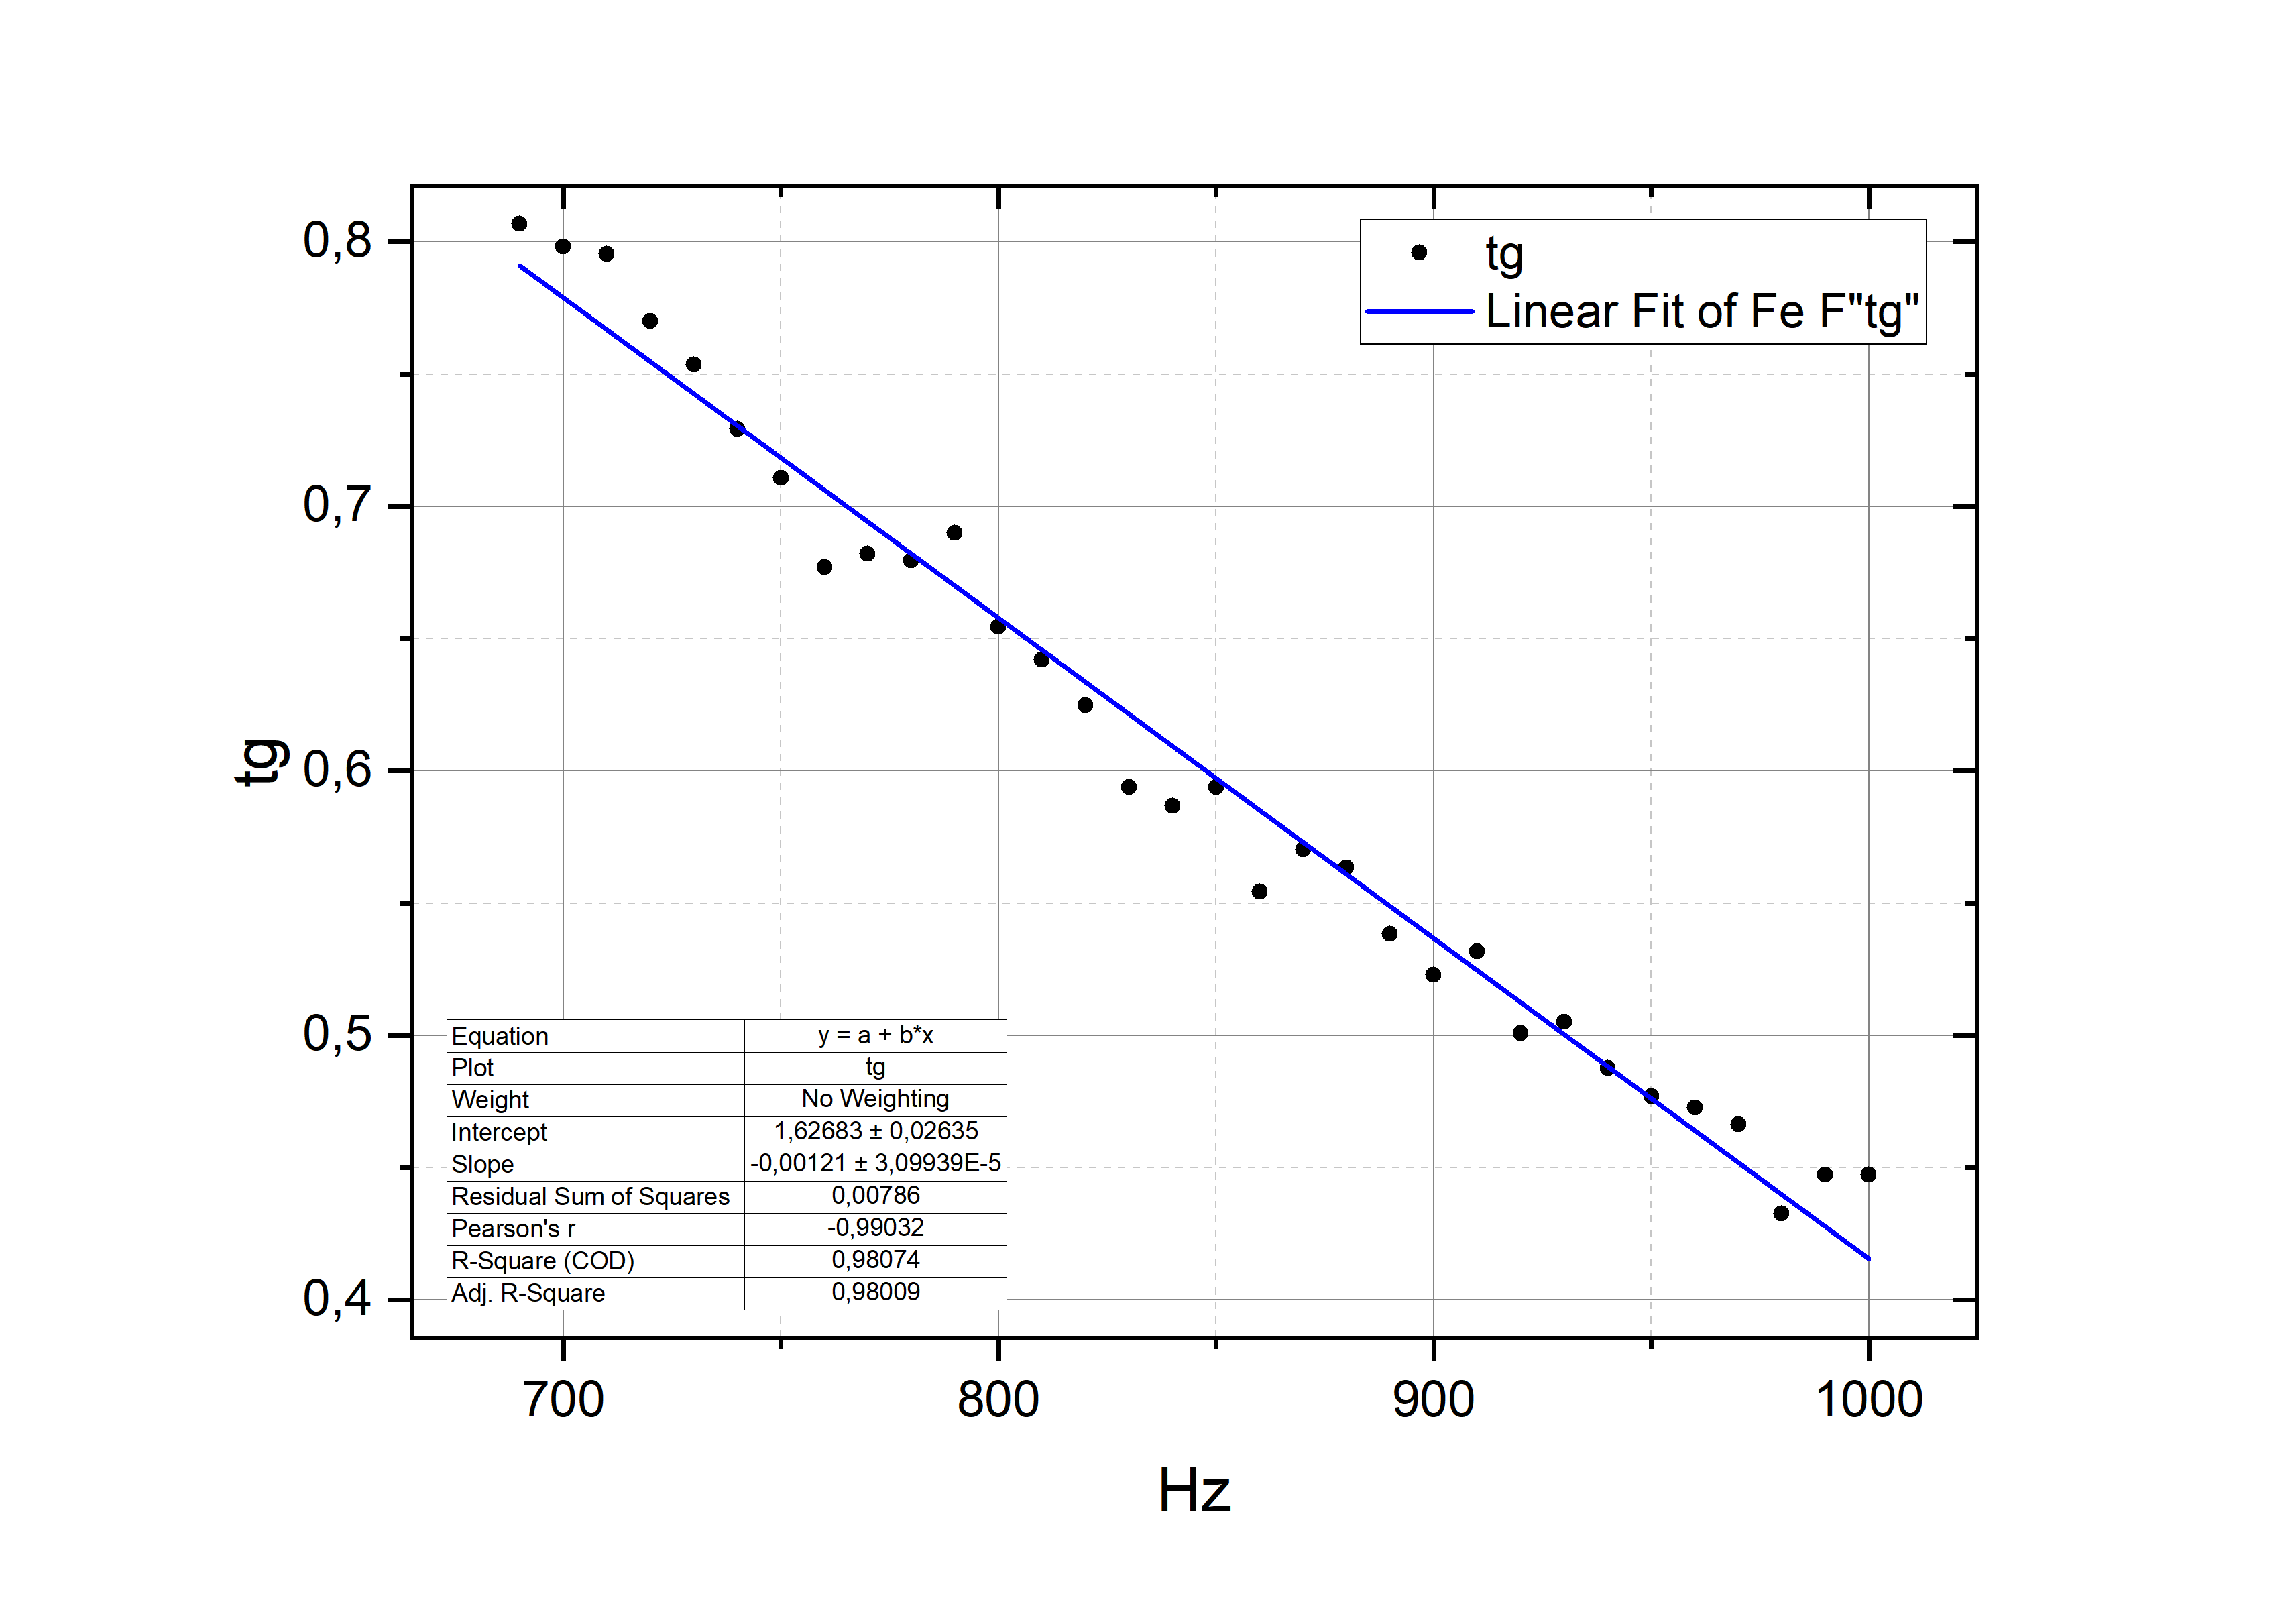 0,8
0,7
0,6
0,5
0,4
tg
tg
Linear Fit of Fe F"tg"
Equation y = a + b*x
Plot tg
Weight No Weighting
Intercept 1,62683 ± 0,02635
Slope -0,00121 ± 3,09939E-5
Residual Sum of Squares 0,00786
Pearson's r -0,99032
R-Square (COD) 0,98074
Adj. R-Square 0,98009
700 800 900 1000
Hz